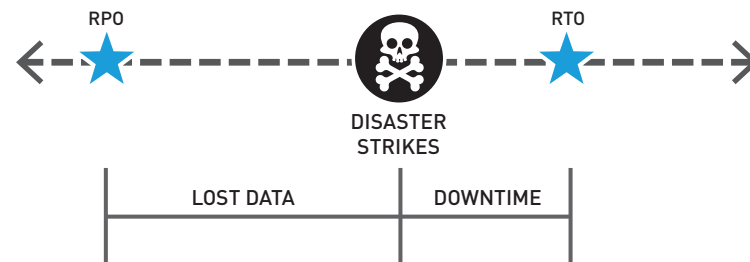 RPO
RTO
DISASTER
STRIKES
LOST DATA
DOWNTIME